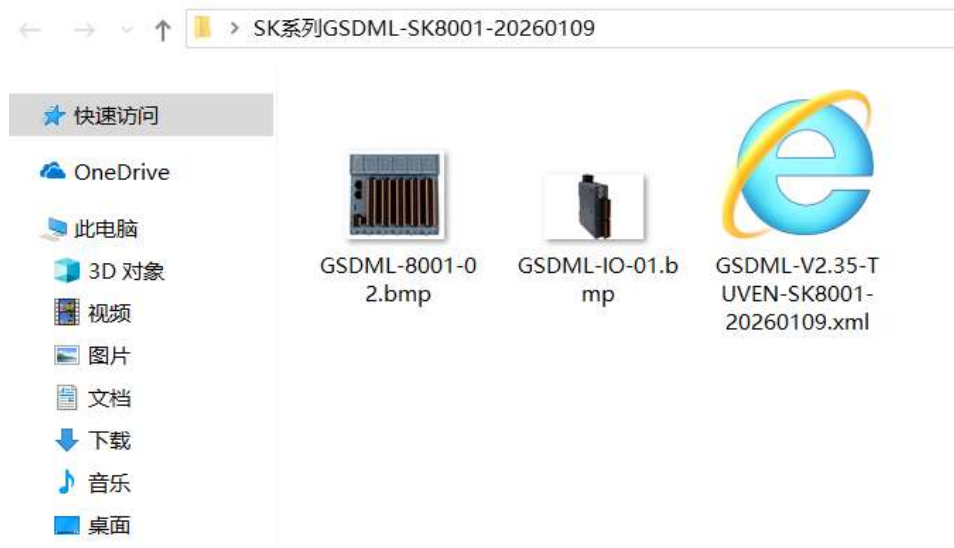 SK系列GSDML-SK8001-20260109
快速访问
OneDrive
此电脑
3D 对象
视频
图片
文档
下载
音乐
桌面
GSDML-8001-0
2.bmp
GSDML-IO-01.b
mp
GSDML-V2.35-T
UVEN-SK8001-
20260109.xml